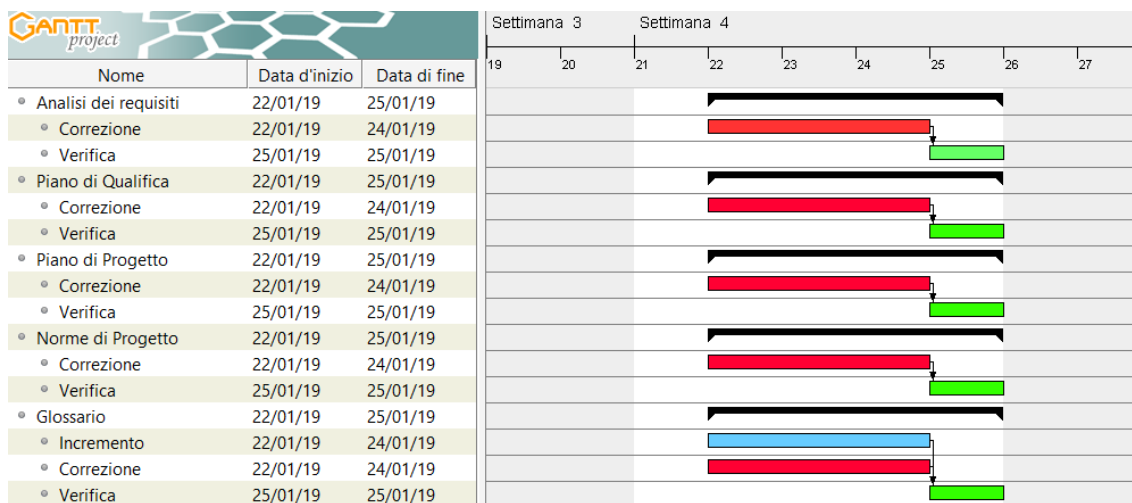 GANTT project
Settimana 3 Settimana 4
19 20 21 22 23 24 25 26 27
Nome Data d'inizio Data di fine
Analisi dei requisiti 22/01/19 25/01/19
Correzione 22/01/19 24/01/19
Verifica 25/01/19 25/01/19
Piano di Qualifica 22/01/19 25/01/19
Correzione 22/01/19 24/01/19
Verifica 25/01/19 25/01/19
Piano di Progetto 22/01/19 25/01/19
Correzione 22/01/19 24/01/19
Verifica 25/01/19 25/01/19
Norme di Progetto 22/01/19 25/01/19
Correzione 22/01/19 24/01/19
Verifica 25/01/19 25/01/19
Glossario 22/01/19 25/01/19
Incremento 22/01/19 24/01/19
Correzione 22/01/19 24/01/19
Verifica 25/01/19 25/01/19